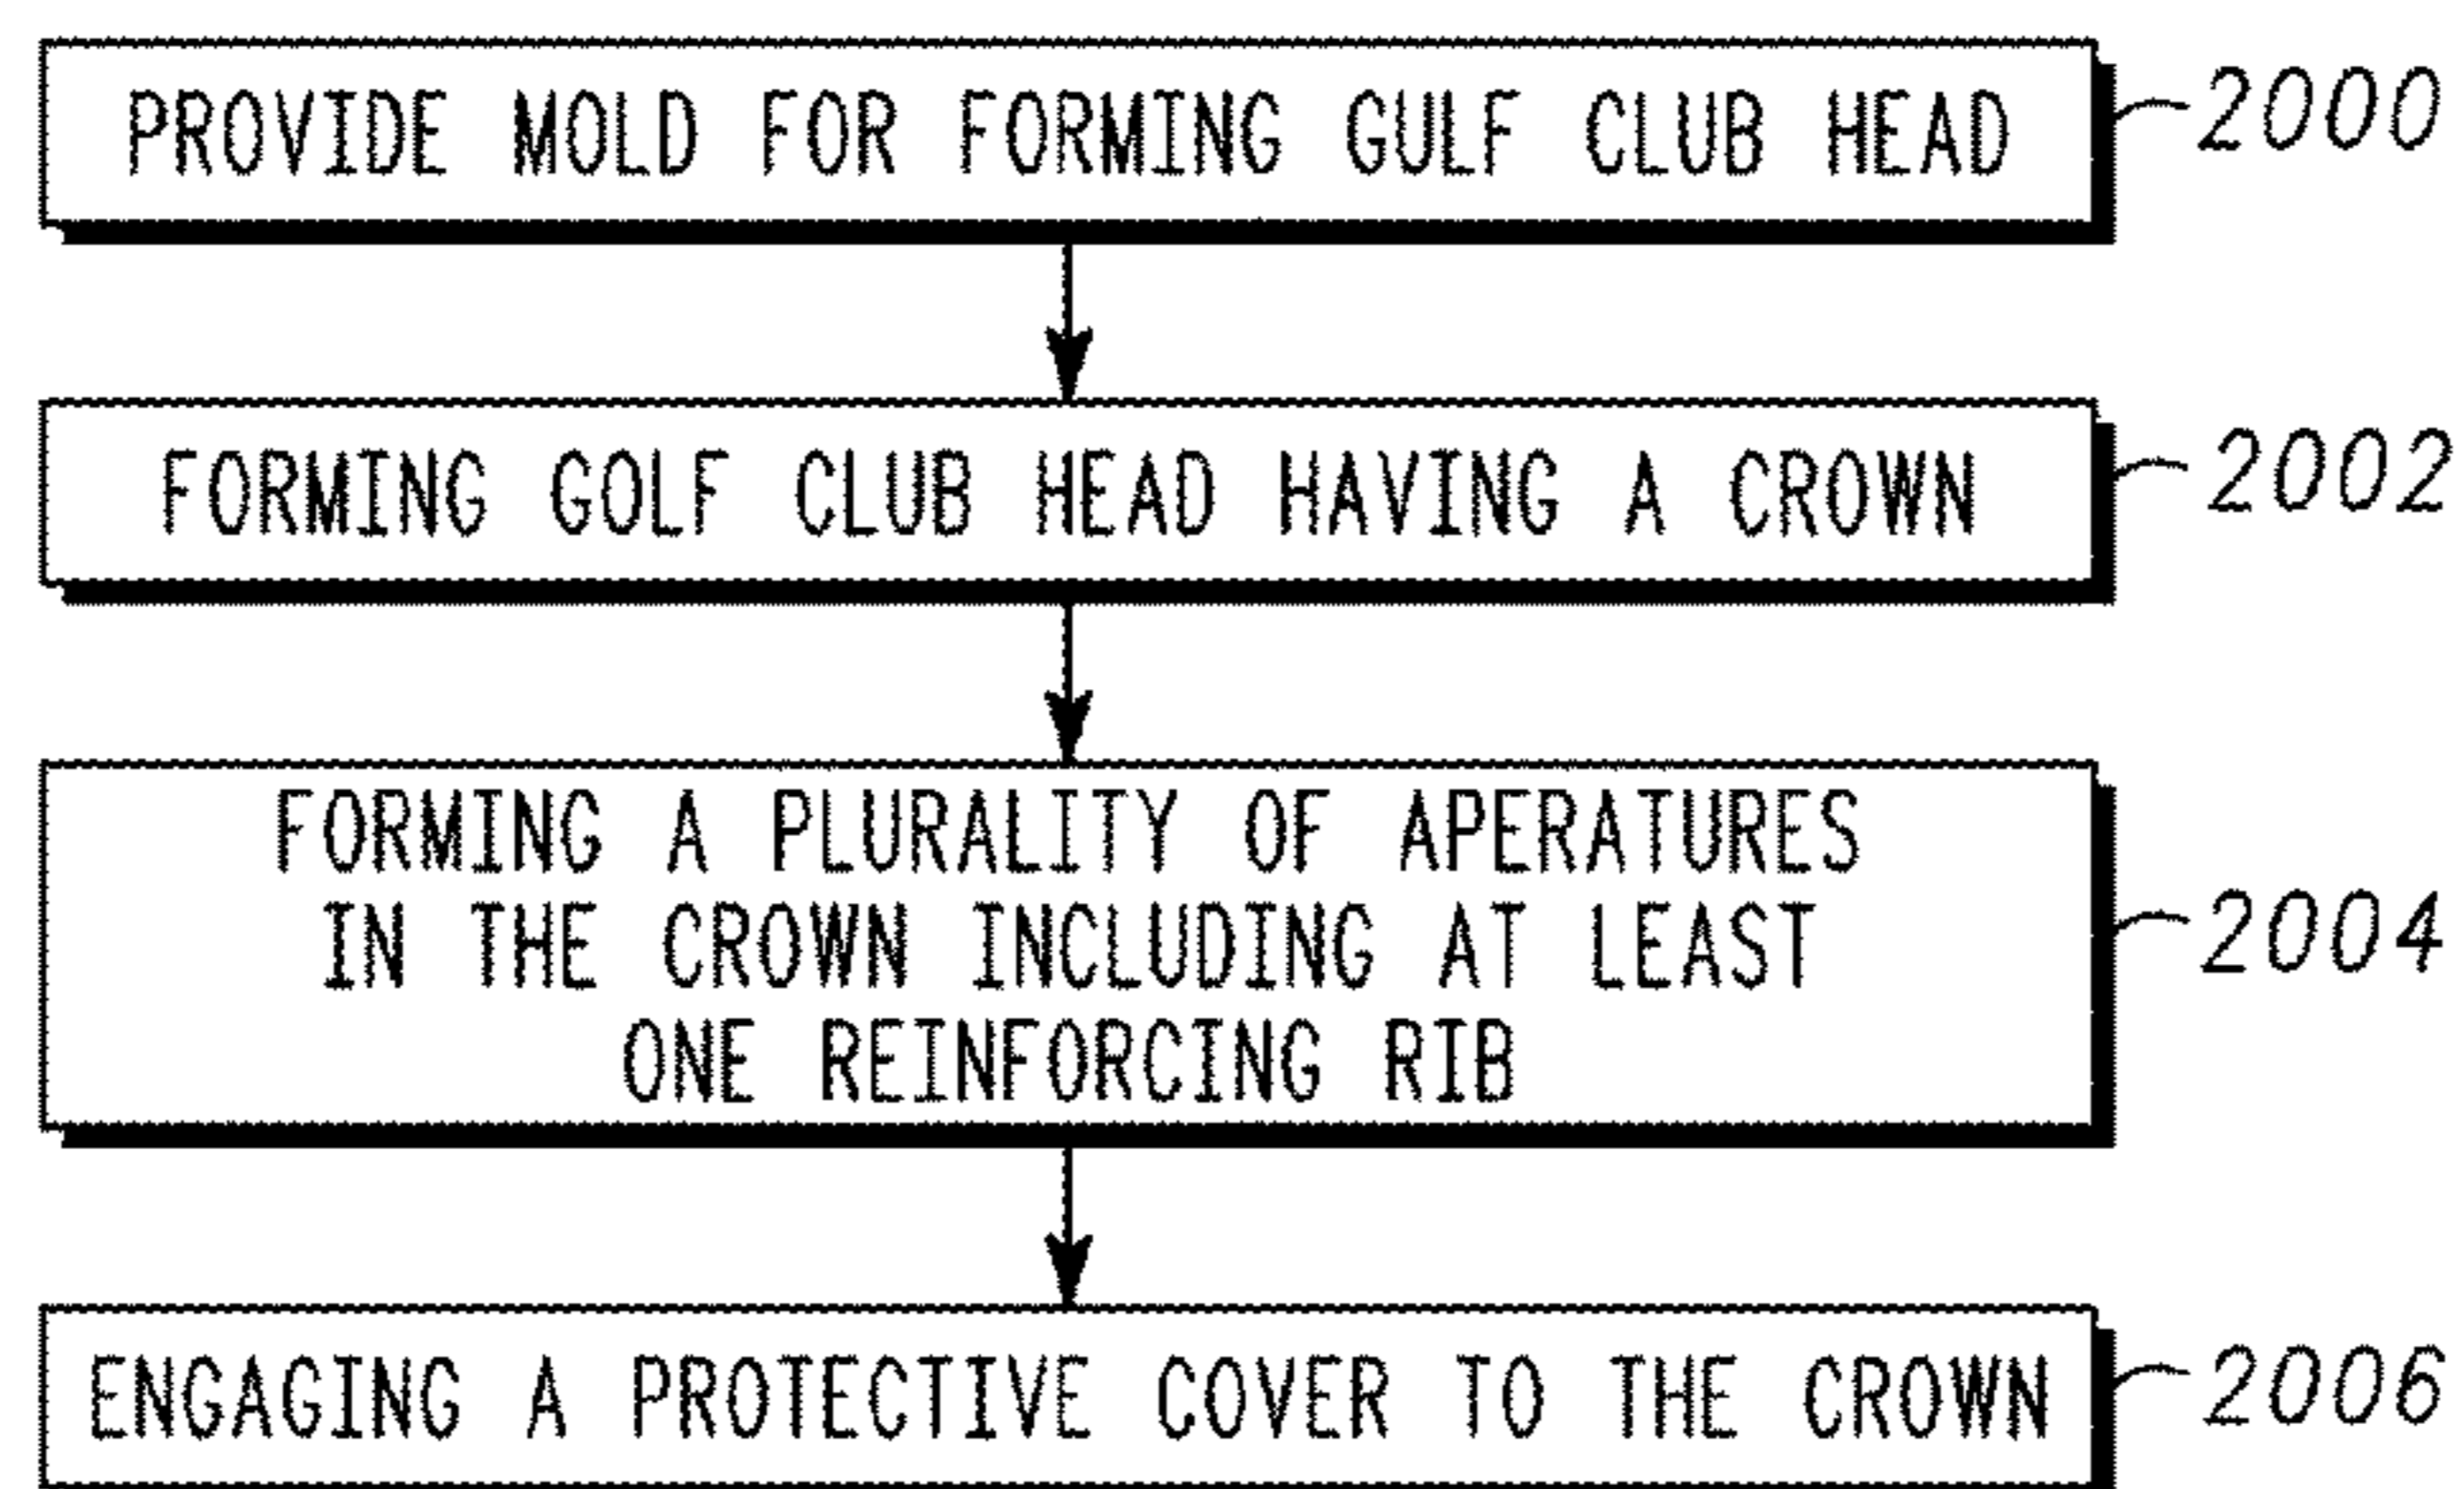 PROVIDE MOLD FOR FORMING GULF CLUB HEAD 2000
FORMING GOLF CLUB HEAD HAVING A CROWN 2002
FORMING A PLURALITY OF APERATURES
IN THE CROWN INCLUDING AT LEAST 2004
ONE REINFORCING RIB
ENGAGING A PROTECTIVE COVER TO THE CROWN 2006